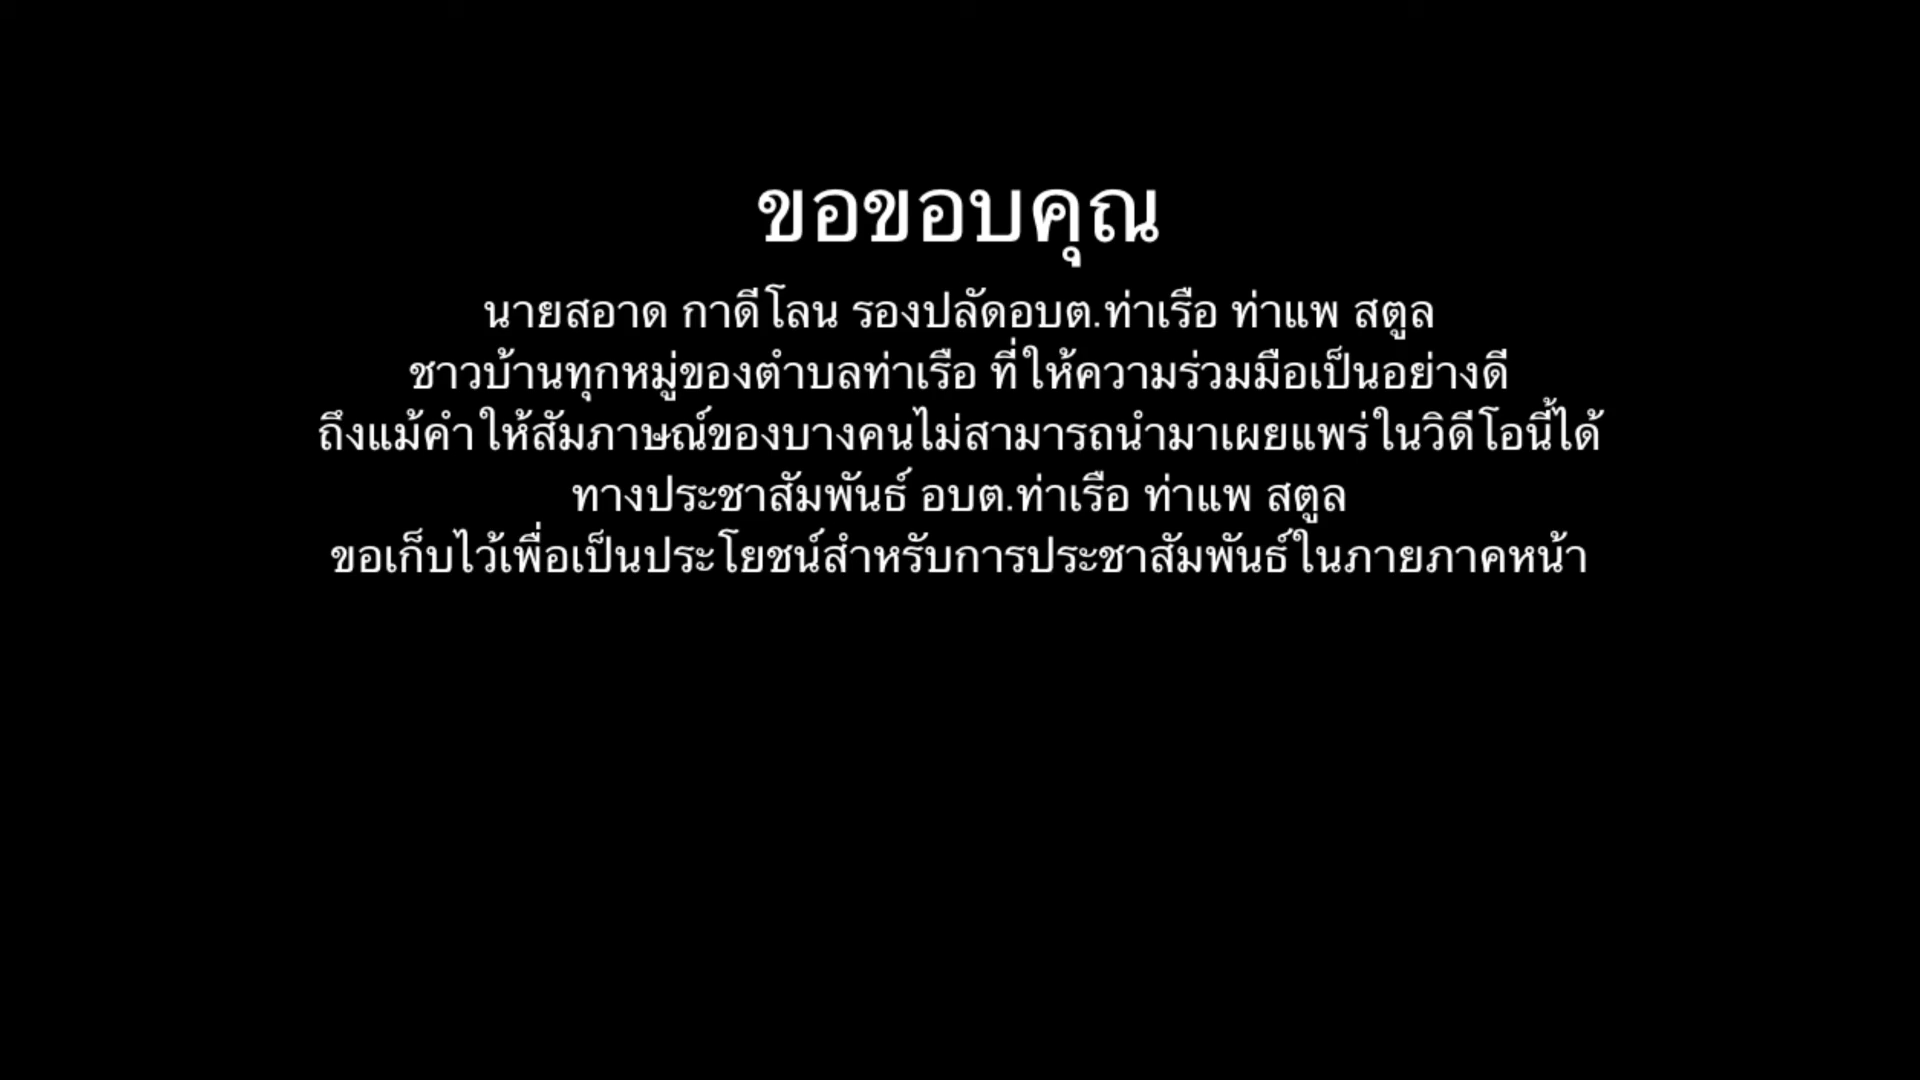 ขอขอบคุณ
นายสอาด กาดีโลน รองปลัดอบต.ท่าเรือ ท่าแพ สตูล
ชาวบ้านทุกหมู่ของตำบลท่าเรือ ที่ให้ความร่วมมือเป็นอย่างดี
ถึงแม้คำให้สัมภาษณ์ของบางคนไม่สามารถนำมาเผยแพร่ในวิดีโอนี้ได้
ทางประชาสัมพันธ์ อบต.ท่าเรือ ท่าแพ สตูล
ขอเก็บไว้เพื่อเป็นประโยชน์สำหรับการประชาสัมพันธ์ในภายภาคหน้า